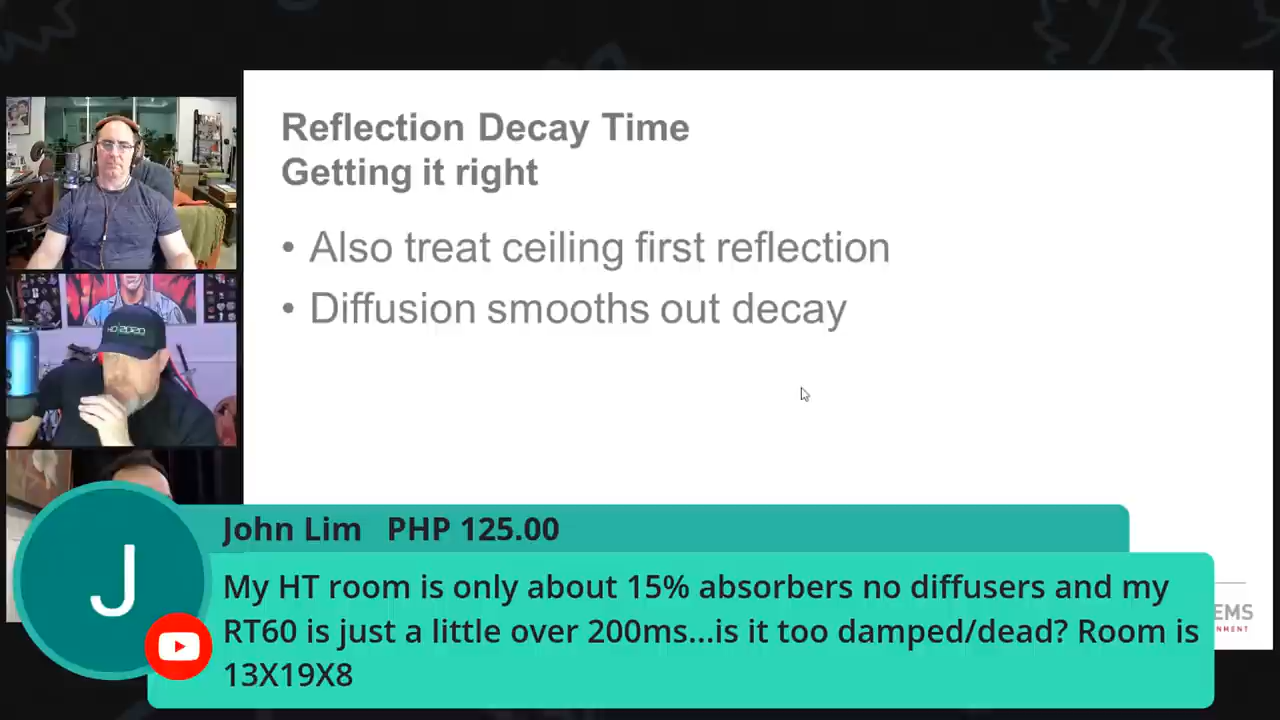 Reflection Decay Time
Getting it right
• Also treat ceiling first reflection
• Diffusion smooths out decay
John Lim PHP 125.00
My HT room is only about 15% absorbers no diffusers and my
RT60 is just a little over 200ms...is it too damped/dead? Room is
13X19X8
J
EMS
NMENT